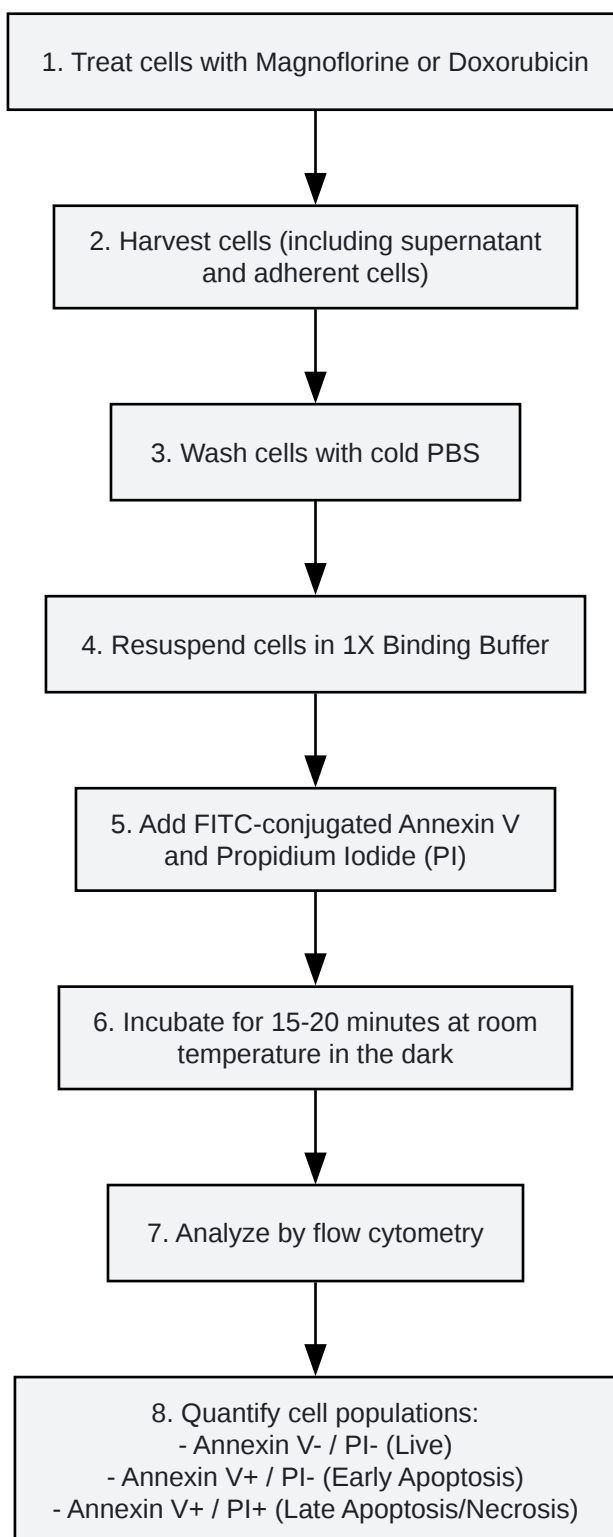 1. Treat cells with Magnoflorine or Doxorubicin
2. Harvest cells (including supernatant
and adherent cells)
3. Wash cells with cold PBS
4. Resuspend cells in 1X Binding Buffer
5. Add FITC-conjugated Annexin V
and Propidium Iodide (PI)
6. Incubate for 15-20 minutes at room
temperature in the dark
7. Analyze by flow cytometry
8. Quantify cell populations:
- Annexin V- / PI- (Live)
- Annexin V+ / PI- (Early Apoptosis)
- Annexin V+ / PI+ (Late Apoptosis/Necrosis)